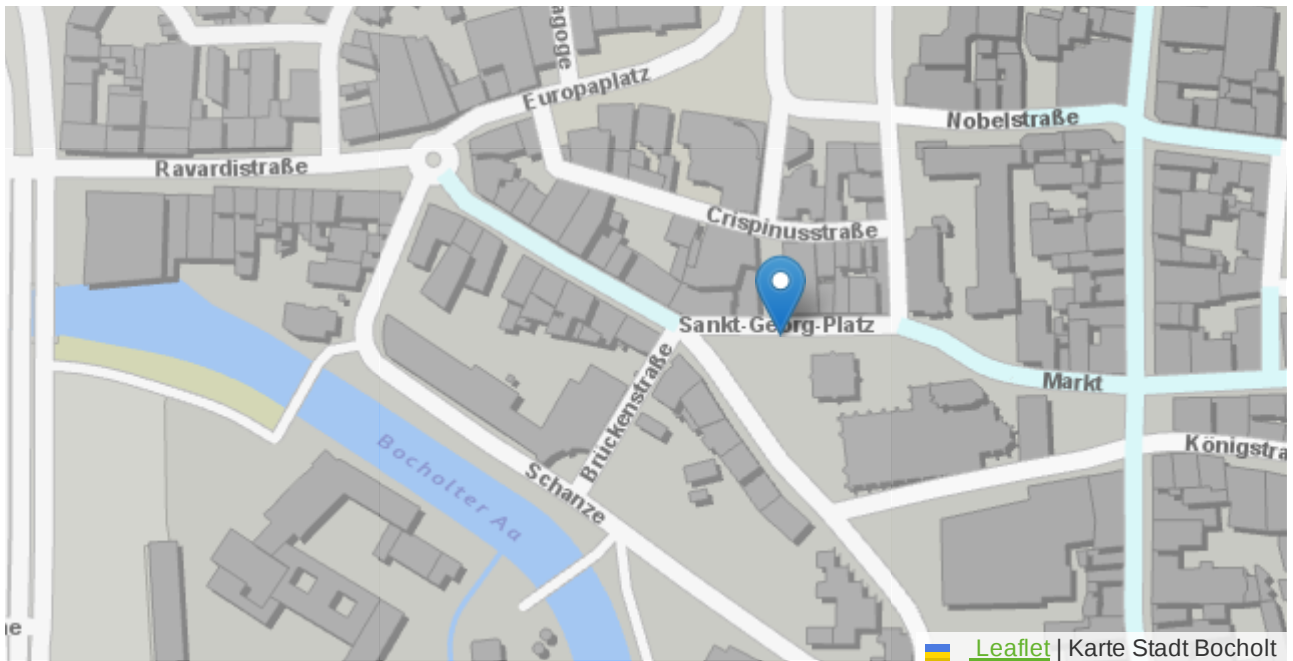 agoge
Europaplatz
Nobelstraße
Ravardistraße
Crispinusstraße
Sankt-Georg-Platz
Markt
Brückenstraße
Königstra
Bocholter Aa
Schanze
Leaflet | Karte Stadt Bocholt